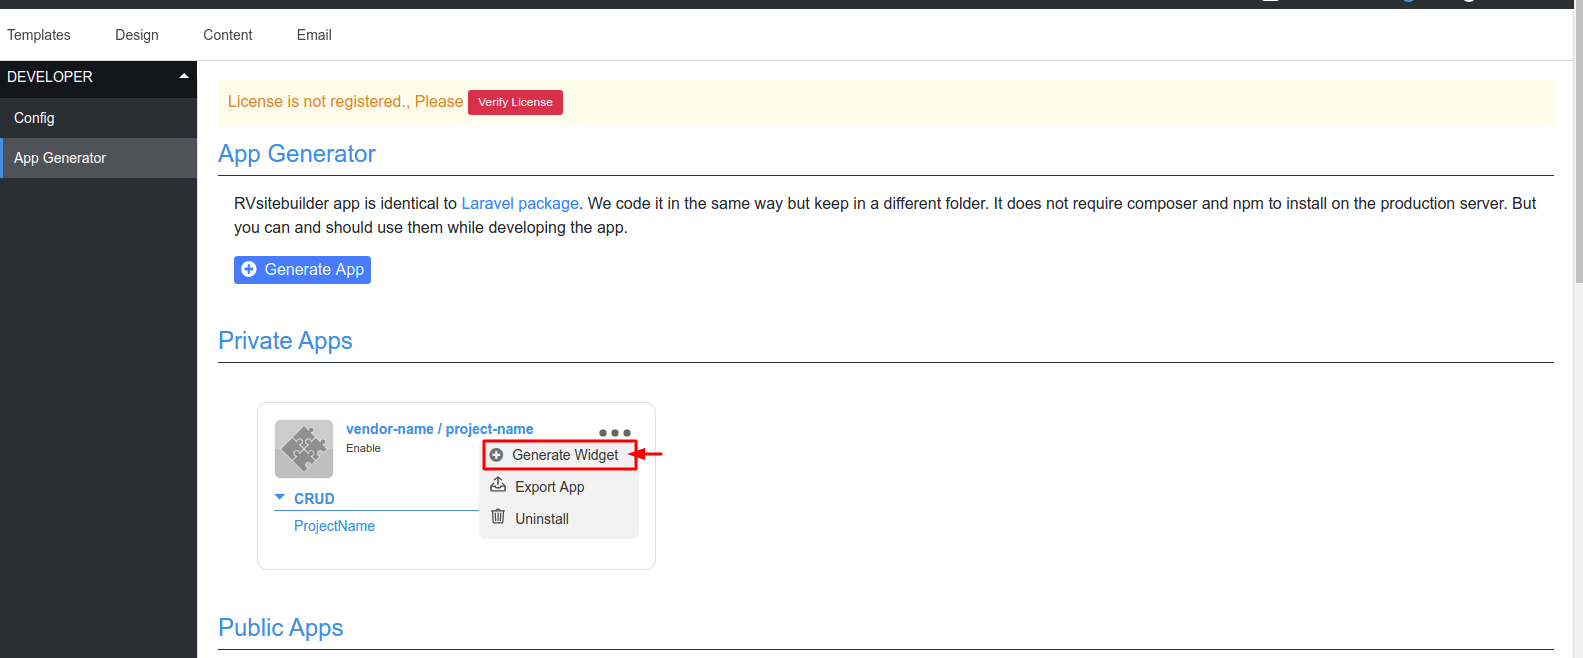 Templates Design Content Email
DEVELOPER
Config
App Generator
License is not registered., Please Verify License
App Generator
RVsitebuilder app is identical to Laravel package. We code it in the same way but keep in a different folder. It does not require composer and npm to install on the production server. But
you can and should use them while developing the app.
Generate App
Private Apps
vendor-name / project-name
Enable
Generate Widget
Export App
Uninstall
CRUD
ProjectName
Public Apps